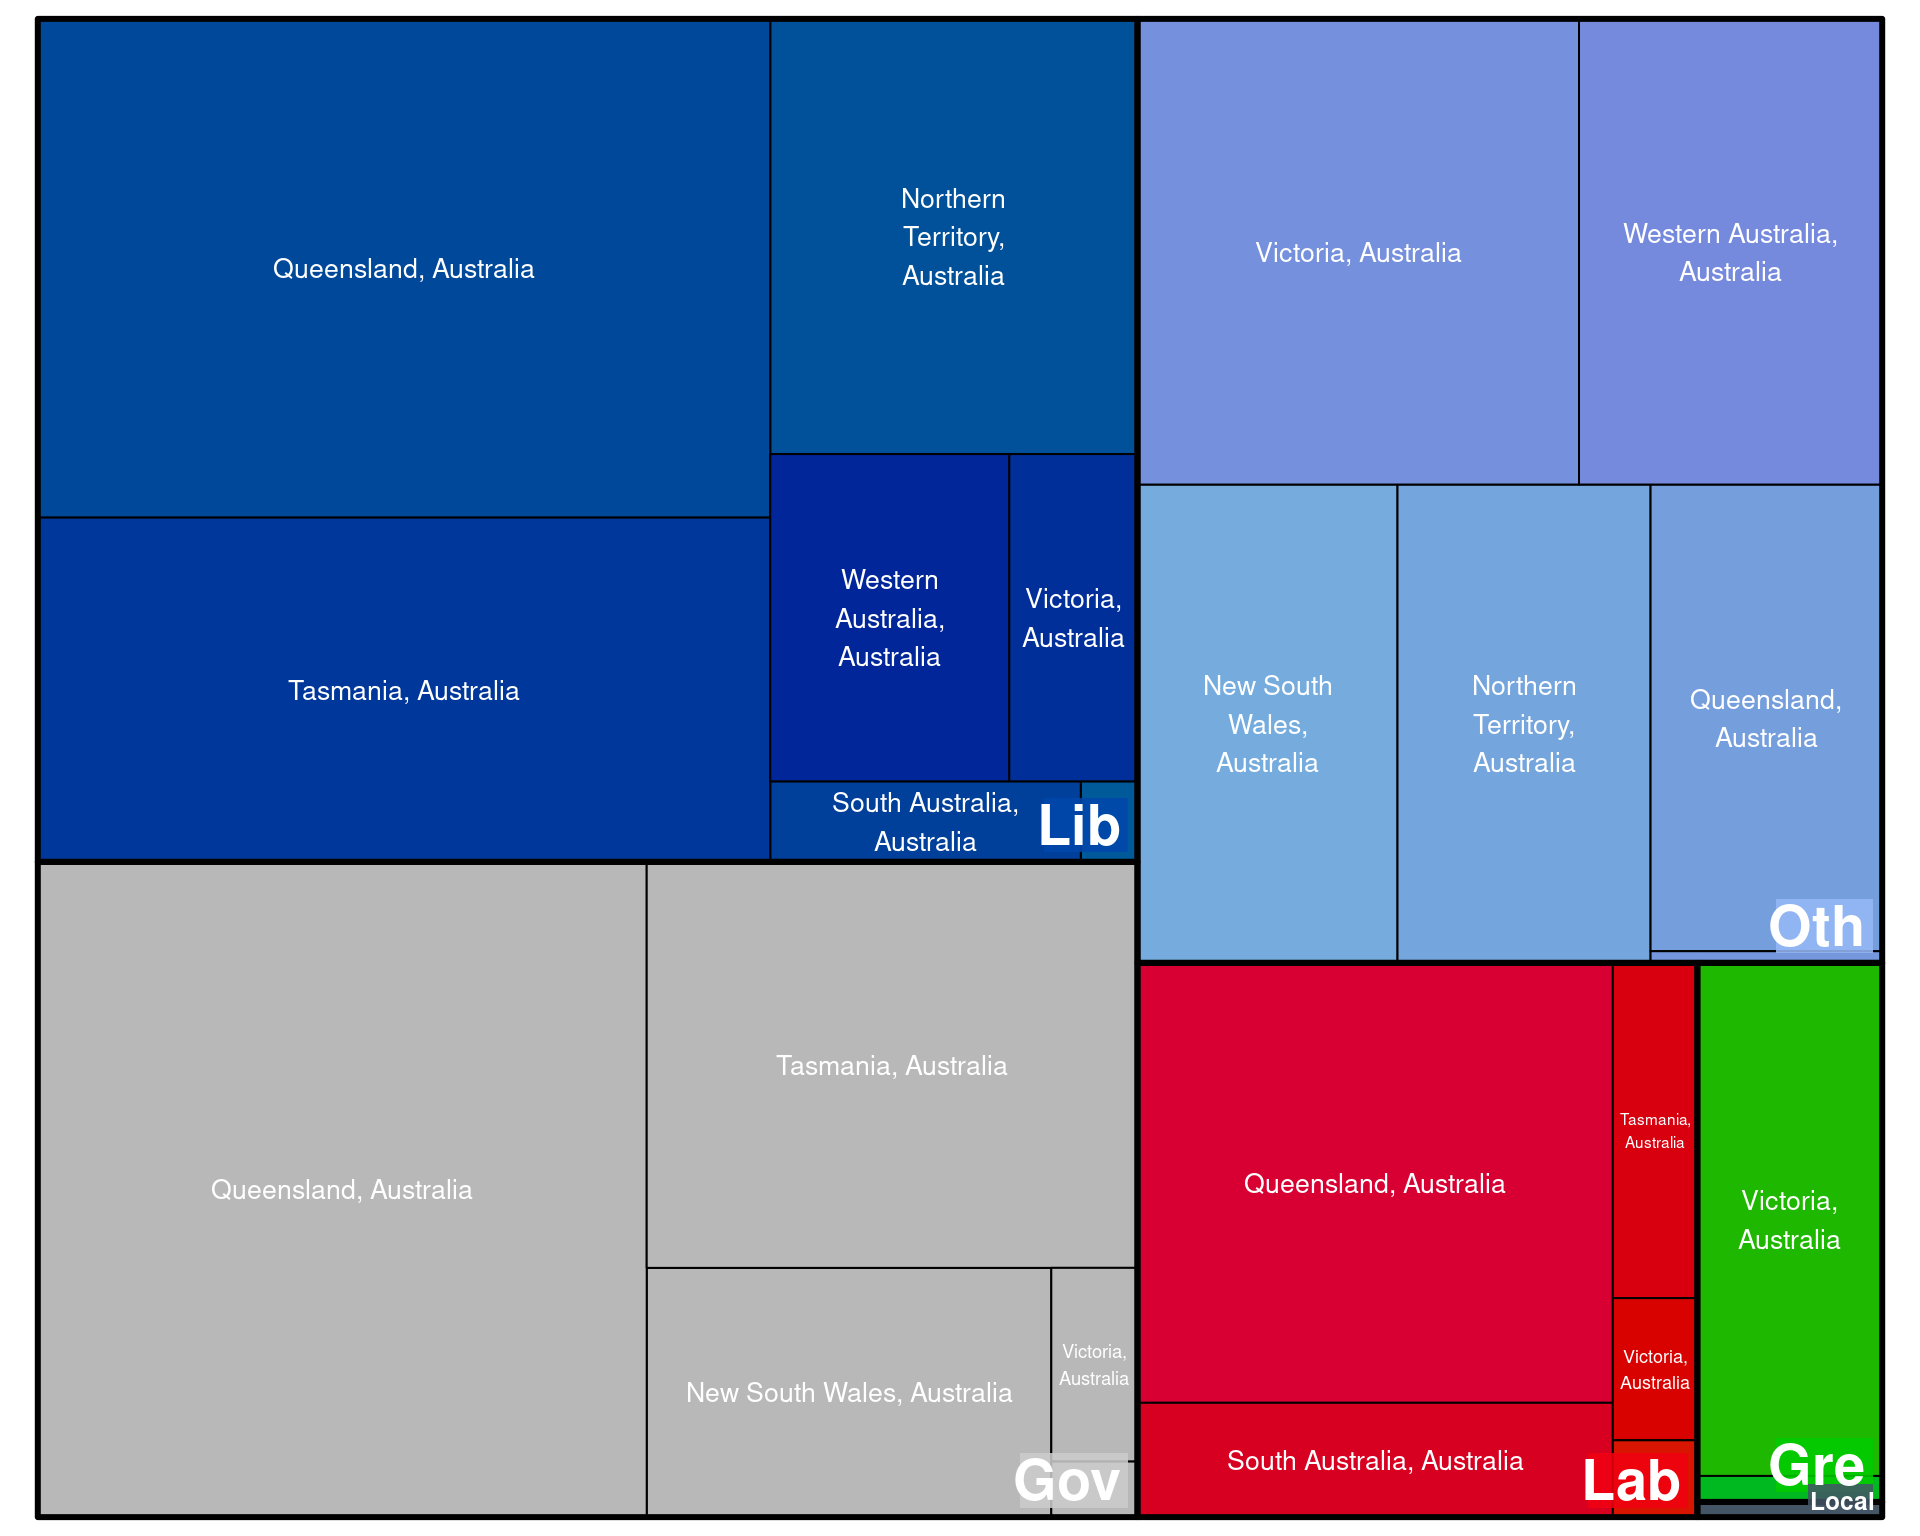 Queensland, Australia
Northern
Territory,
Australia
Tasmania, Australia
Western
Australia,
Australia
Victoria,
Australia
South Australia,
Australia
Lib
Victoria, Australia
Western Australia,
Australia
New South
Wales,
Australia
Northern
Territory,
Australia
Queensland,
Australia
Oth
Queensland, Australia
Tasmania, Australia
New South Wales, Australia
Victoria,
Australia
Gov
Queensland, Australia
Tasmania,
Australia
Victoria,
Australia
South Australia, Australia
Lab
Victoria,
Australia
Gre
Local